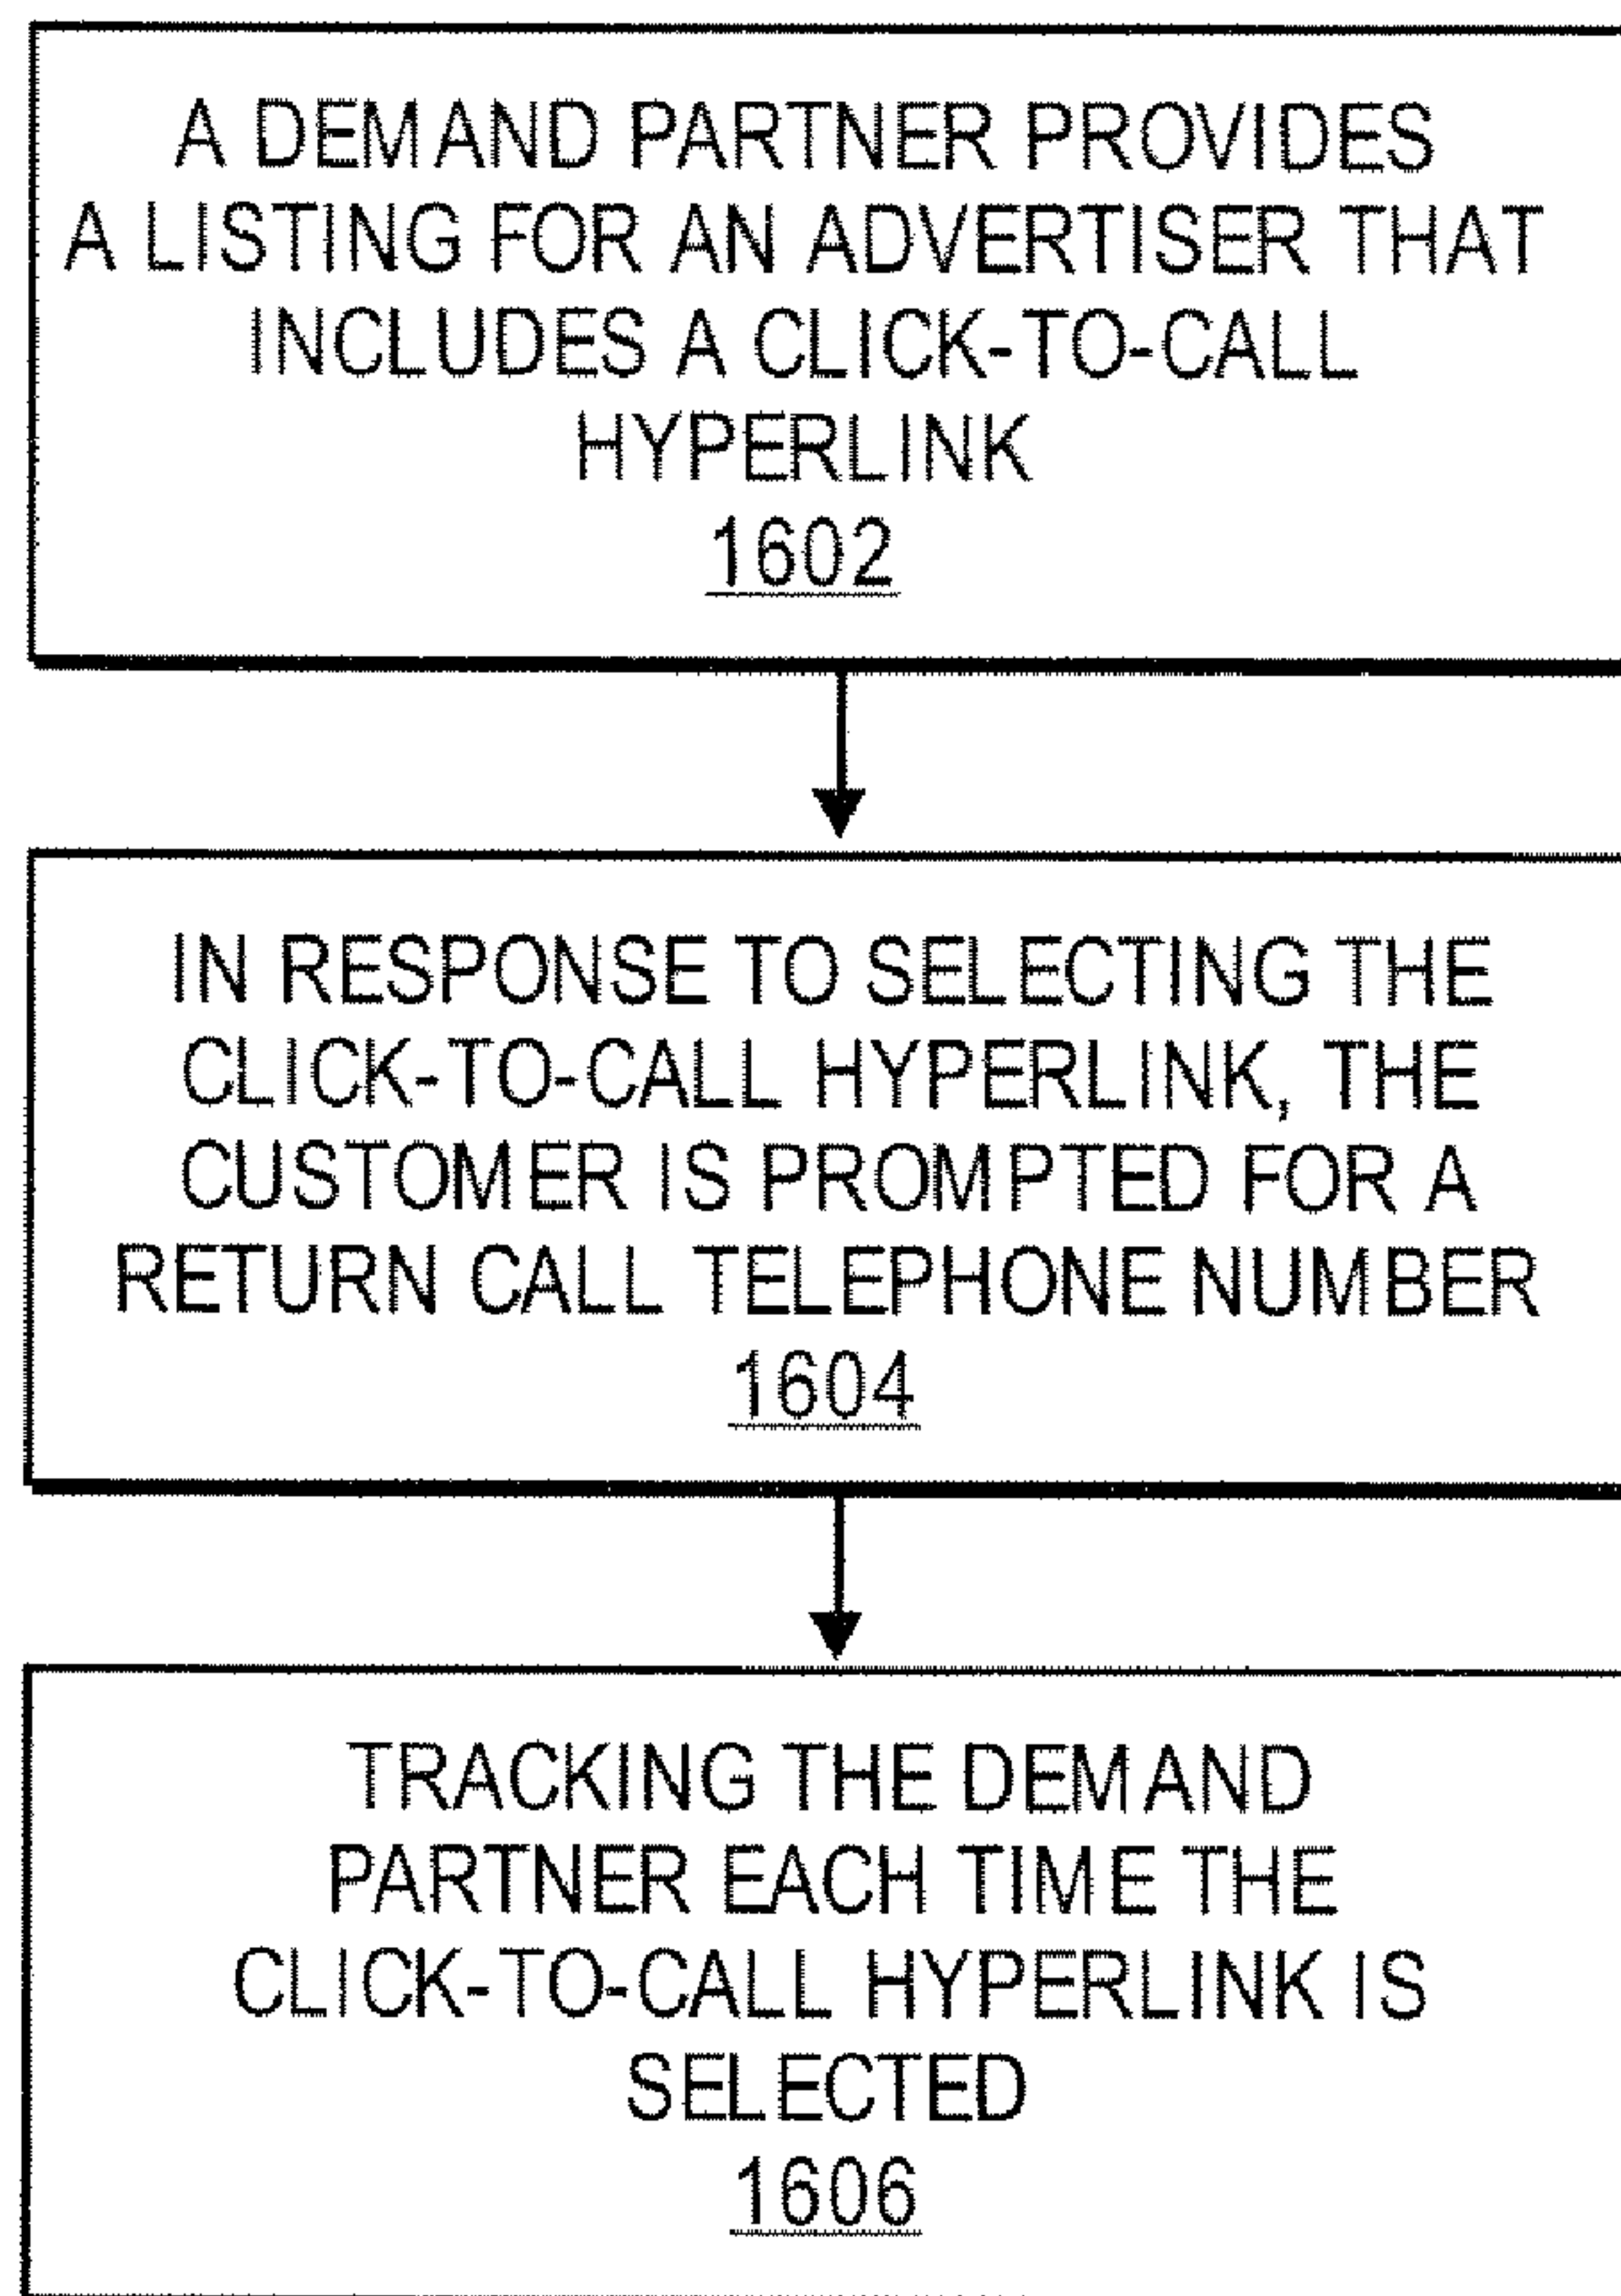 A DEMAND PARTNER PROVIDES
A LISTING FOR AN ADVERTISER THAT
INCLUDES A CLICK-TO-CALL
HYPERLINK
1602
IN RESPONSE TO SELECTING THE
CLICK-TO-CALL HYPERLINK, THE
CUSTOMER IS PROMPTED FOR A
RETURN CALL TELEPHONE NUMBER
1604
TRACKING THE DEMAND
PARTNER EACH TIME THE
CLICK-TO-CALL HYPERLINK IS
SELECTED
1606